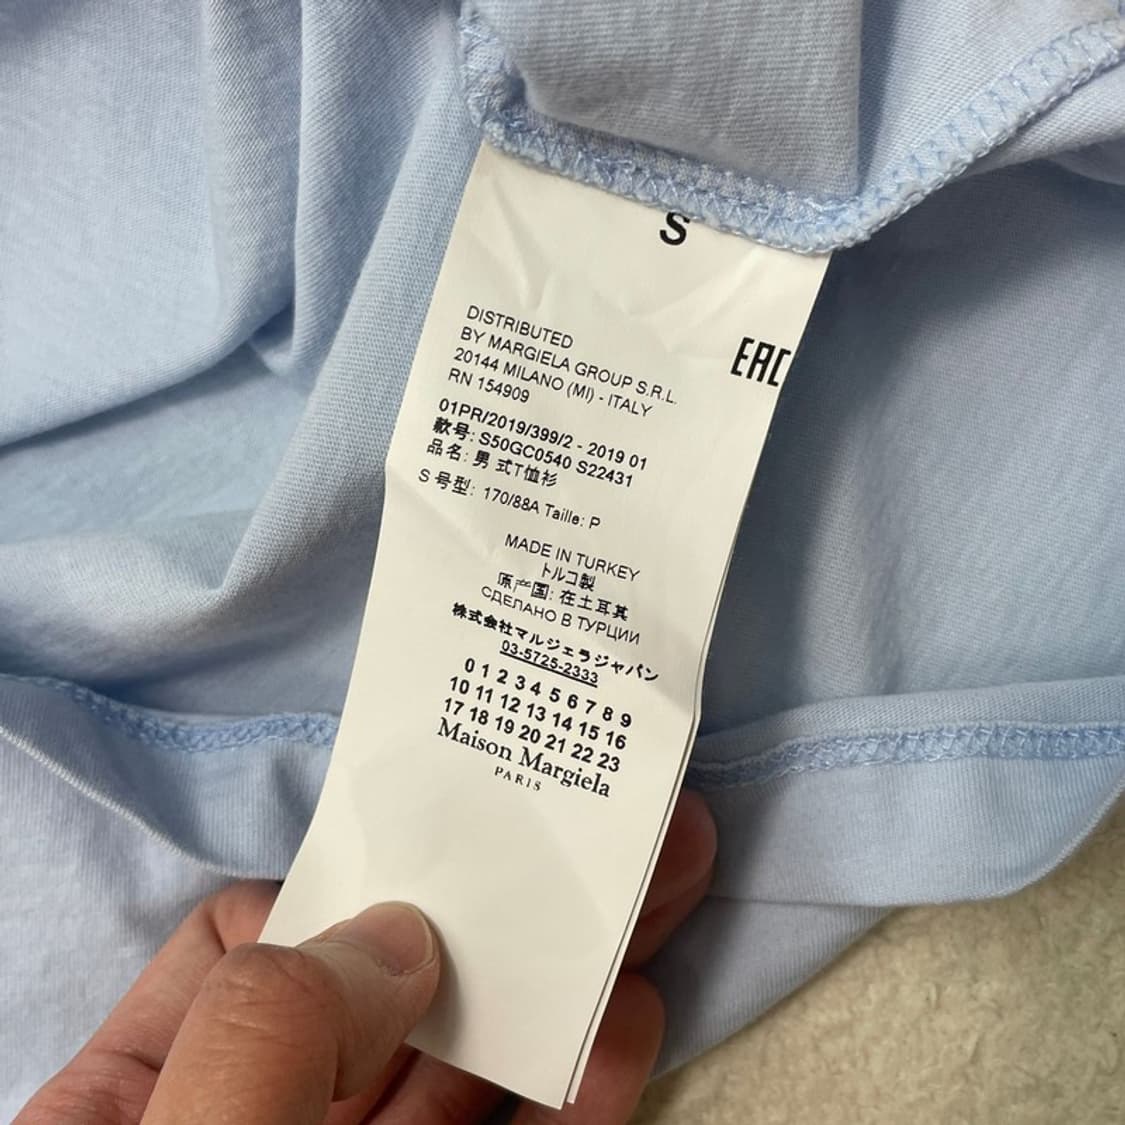 S
EAC
DISTRIBUTED
BY MARGIELA GROUP S.R.L.
20144 MILANO (MI) - ITALY
RN 154909
01PR/2019/399/2 - 2019 01
款号: S50GC0540 S22431
品名: 男式T恤衫
S 号型: 170/88A Taille: P
MADE IN TURKEY
トルコ製
原产国: 在土耳其
СДЕЛАНО В ТУРЦИИ
株式会社マルジェラジャパン
03-5725-2333
0 1 2 3 4 5 6 7 8 9
10 11 12 13 14 15 16
17 18 19 20 21 22 23
Maison Margiela
PARIS